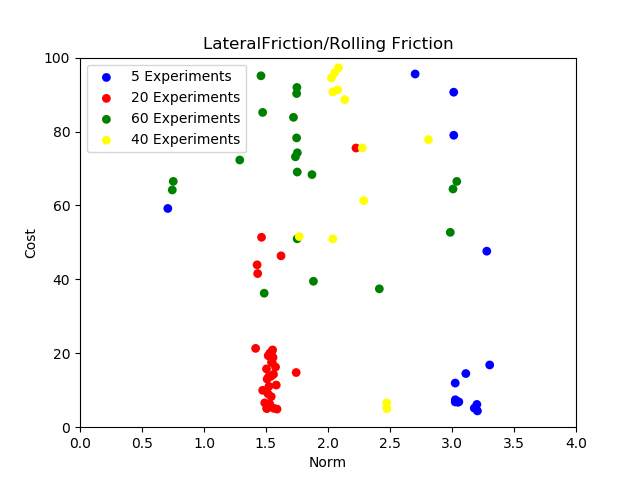 LateralFriction/Rolling Friction
5 Experiments
20 Experiments
60 Experiments
40 Experiments
Cost
100
80
60
40
20
0
0.0 0.5 1.0 1.5 2.0 2.5 3.0 3.5 4.0
Norm